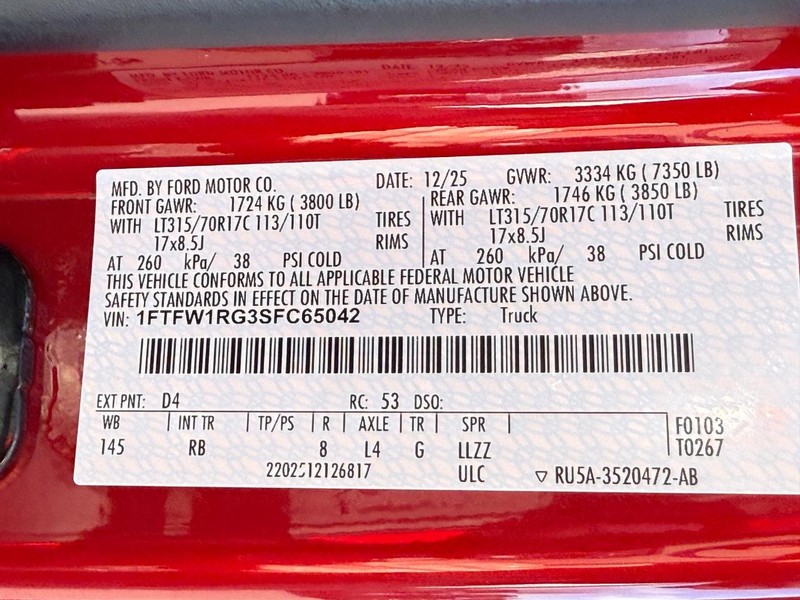 MFD. BY FORD MOTOR CO. DATE: 12/25 GVWR: 3334 KG ( 7350 LB)
FRONT GAWR: 1724 KG ( 3800 LB) REAR GAWR: 1746 KG ( 3850 LB)
WITH LT315/70R17C 113/110T TIRES WITH LT315/70R17C 113/110T TIRES
17x8.5J RIMS 17x8.5J RIMS
AT 260 kPa/ 38 PSI COLD AT 260 kPa/ 38 PSI COLD
THIS VEHICLE CONFORMS TO ALL APPLICABLE FEDERAL MOTOR VEHICLE
SAFETY STANDARDS IN EFFECT ON THE DATE OF MANUFACTURE SHOWN ABOVE.
VIN: 1FTFW1RG3SFC65042 TYPE: Truck
EXT PNT: D4 RC: 53 DSO:
WB INT TR TP/PS R AXLE TR SPR F0103
145 RB 8 L4 G LLZZ T0267
2202512126817 ULC ▽ RU5A-3520472-AB